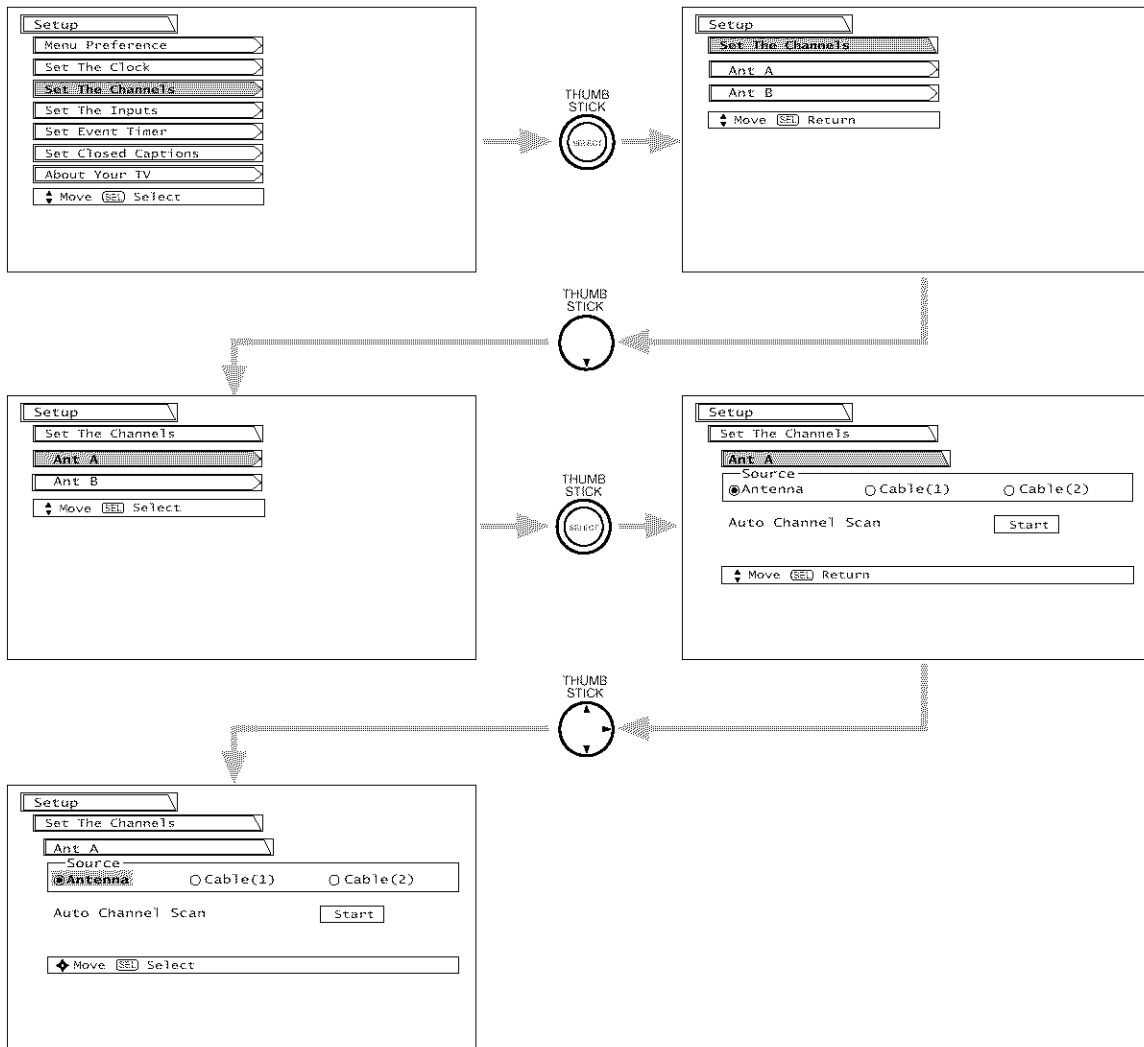 Setup
Menu Preference
Set The Clock
Set The Channels
Set The Inputs
Set Event Timer
Set Closed Captions
About Your TV
Move SEL Select
THUMB
STICK
SELECT
Setup
Set The Channels
Ant A
Ant B
Move SEL Return
THUMB
STICK
Setup
Set The Channels
Ant A
Ant B
Move SEL Select
THUMB
STICK
SELECT
Setup
Set The Channels
Ant A
Source
Antenna Cable(1) Cable(2)
Auto Channel Scan Start
Move SEL Return
THUMB
STICK
Setup
Set The Channels
Ant A
Source
Antenna Cable(1) Cable(2)
Auto Channel Scan Start
Move SEL Select